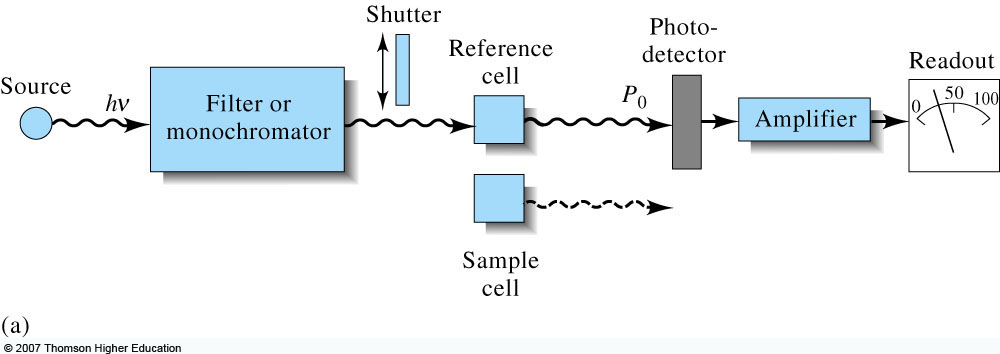 Source
hν
Filter or
monochromator
Shutter
Reference
cell
Sample
cell
P0
Photo-
detector
Amplifier
Readout
0 50 100
(a)
© 2007 Thomson Higher Education